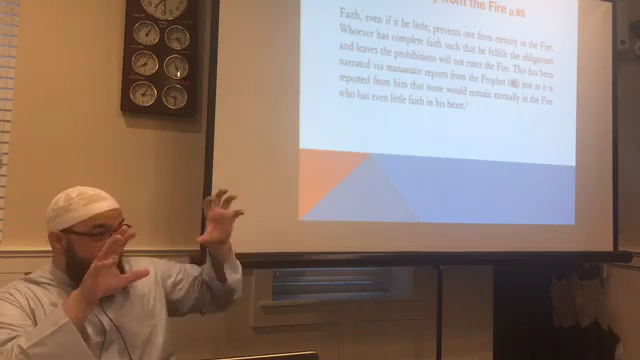 from the Fire p.65
Faith, even if it be little, prevents one from eternity in the Fire.
Whoever has complete faith such that he fulfills the obligations
and leaves the prohibitions will not enter the Fire. This has been
narrated via mutawatir reports from the Prophet (ﷺ) just as it is
reported from him that none would remain eternally in the Fire
who has even little faith in his heart.